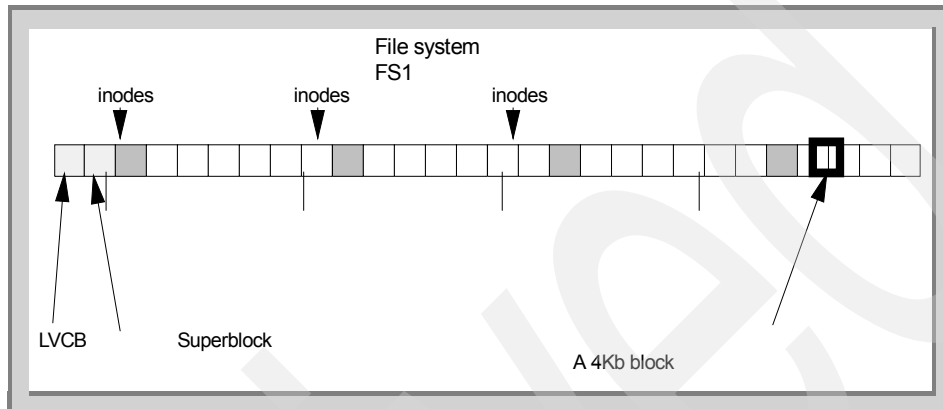 File system
FS1
inodes
inodes
inodes
LVCB
Superblock
A 4Kb block